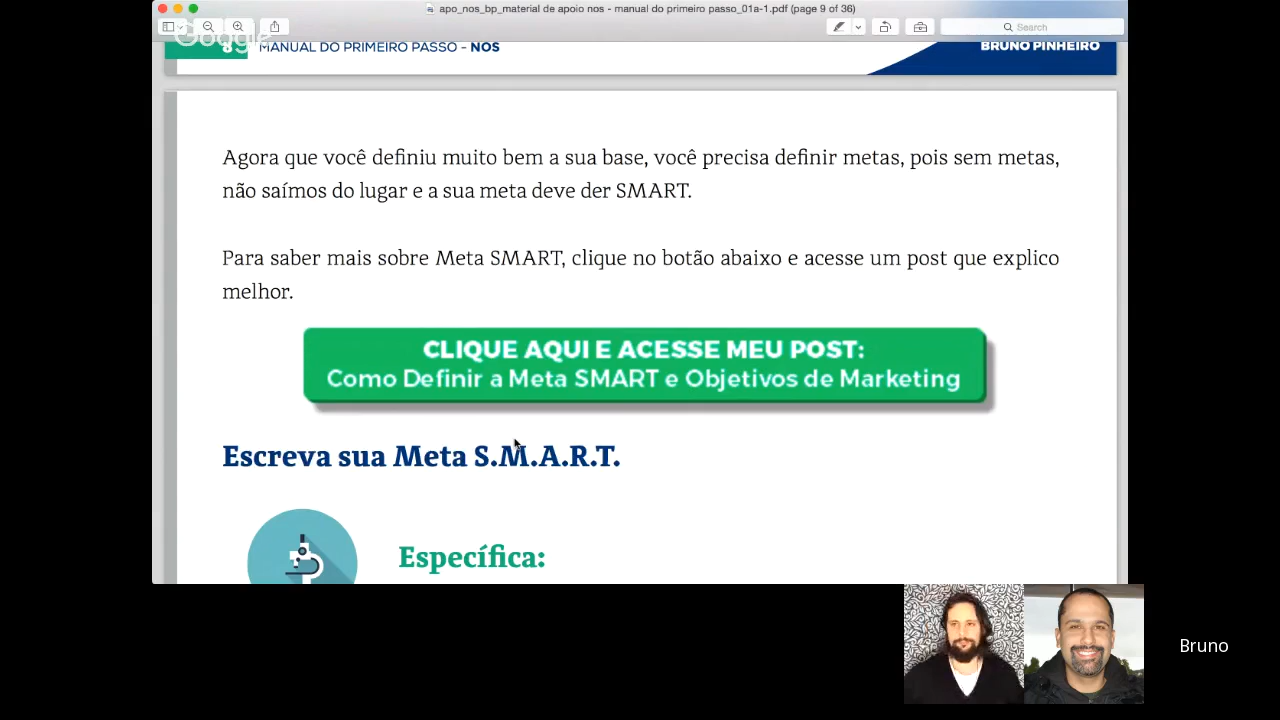 apo_nos_bp_material de apoio nos - manual do primeiro passo_01a-1.pdf (page 9 of 36)
Search
Google
8 MANUAL DO PRIMEIRO PASSO - NOS
BRUNO PINHEIRO
Agora que você definiu muito bem a sua base, você precisa definir metas, pois sem metas,
não saímos do lugar e a sua meta deve der SMART.
Para saber mais sobre Meta SMART, clique no botão abaixo e acesse um post que explico
melhor.
CLIQUE AQUI E ACESSE MEU POST:
Como Definir a Meta SMART e Objetivos de Marketing
Escreva sua Meta S.M.A.R.T.
Específica:
Bruno